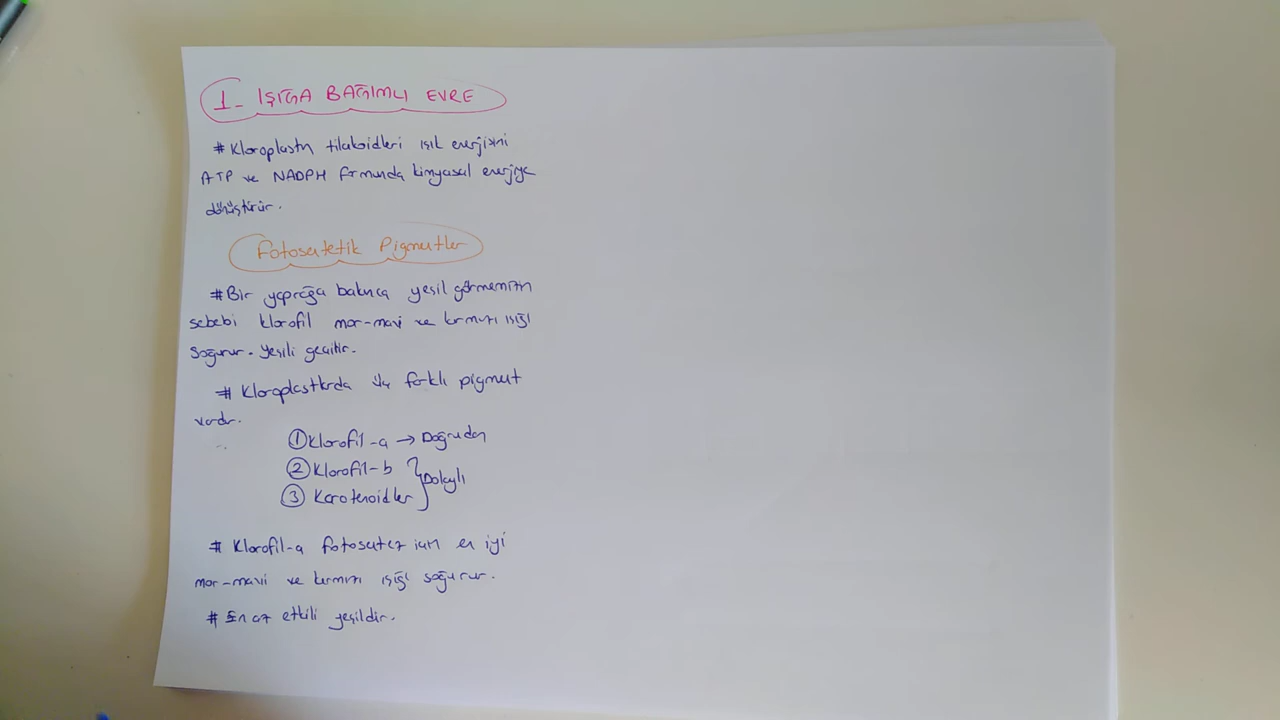 1- IŞIĞA BAĞIMLI EVRE
# Kloroplastın tilakoidleri ışık enerjisini
ATP ve NADPH formunda kimyasal enerjiye
dönüştürür.
Fotosentetik Pigmentler
# Bir yaprağa bakınca yeşil görmemizin
sebebi klorofil mor-mavi ve kırmızı ışığı
soğurur. Yeşili geçirir.
# Kloroplastlarda üç farklı pigment
vardır.
① Klorofil-a → Doğrudan
② Klorofil-b } Dolaylı
③ Karotenoidler
# Klorofil-a fotosentez için en iyi
mor-mavi ve kırmızı ışığı soğurur.
# En az etkili yeşildir.